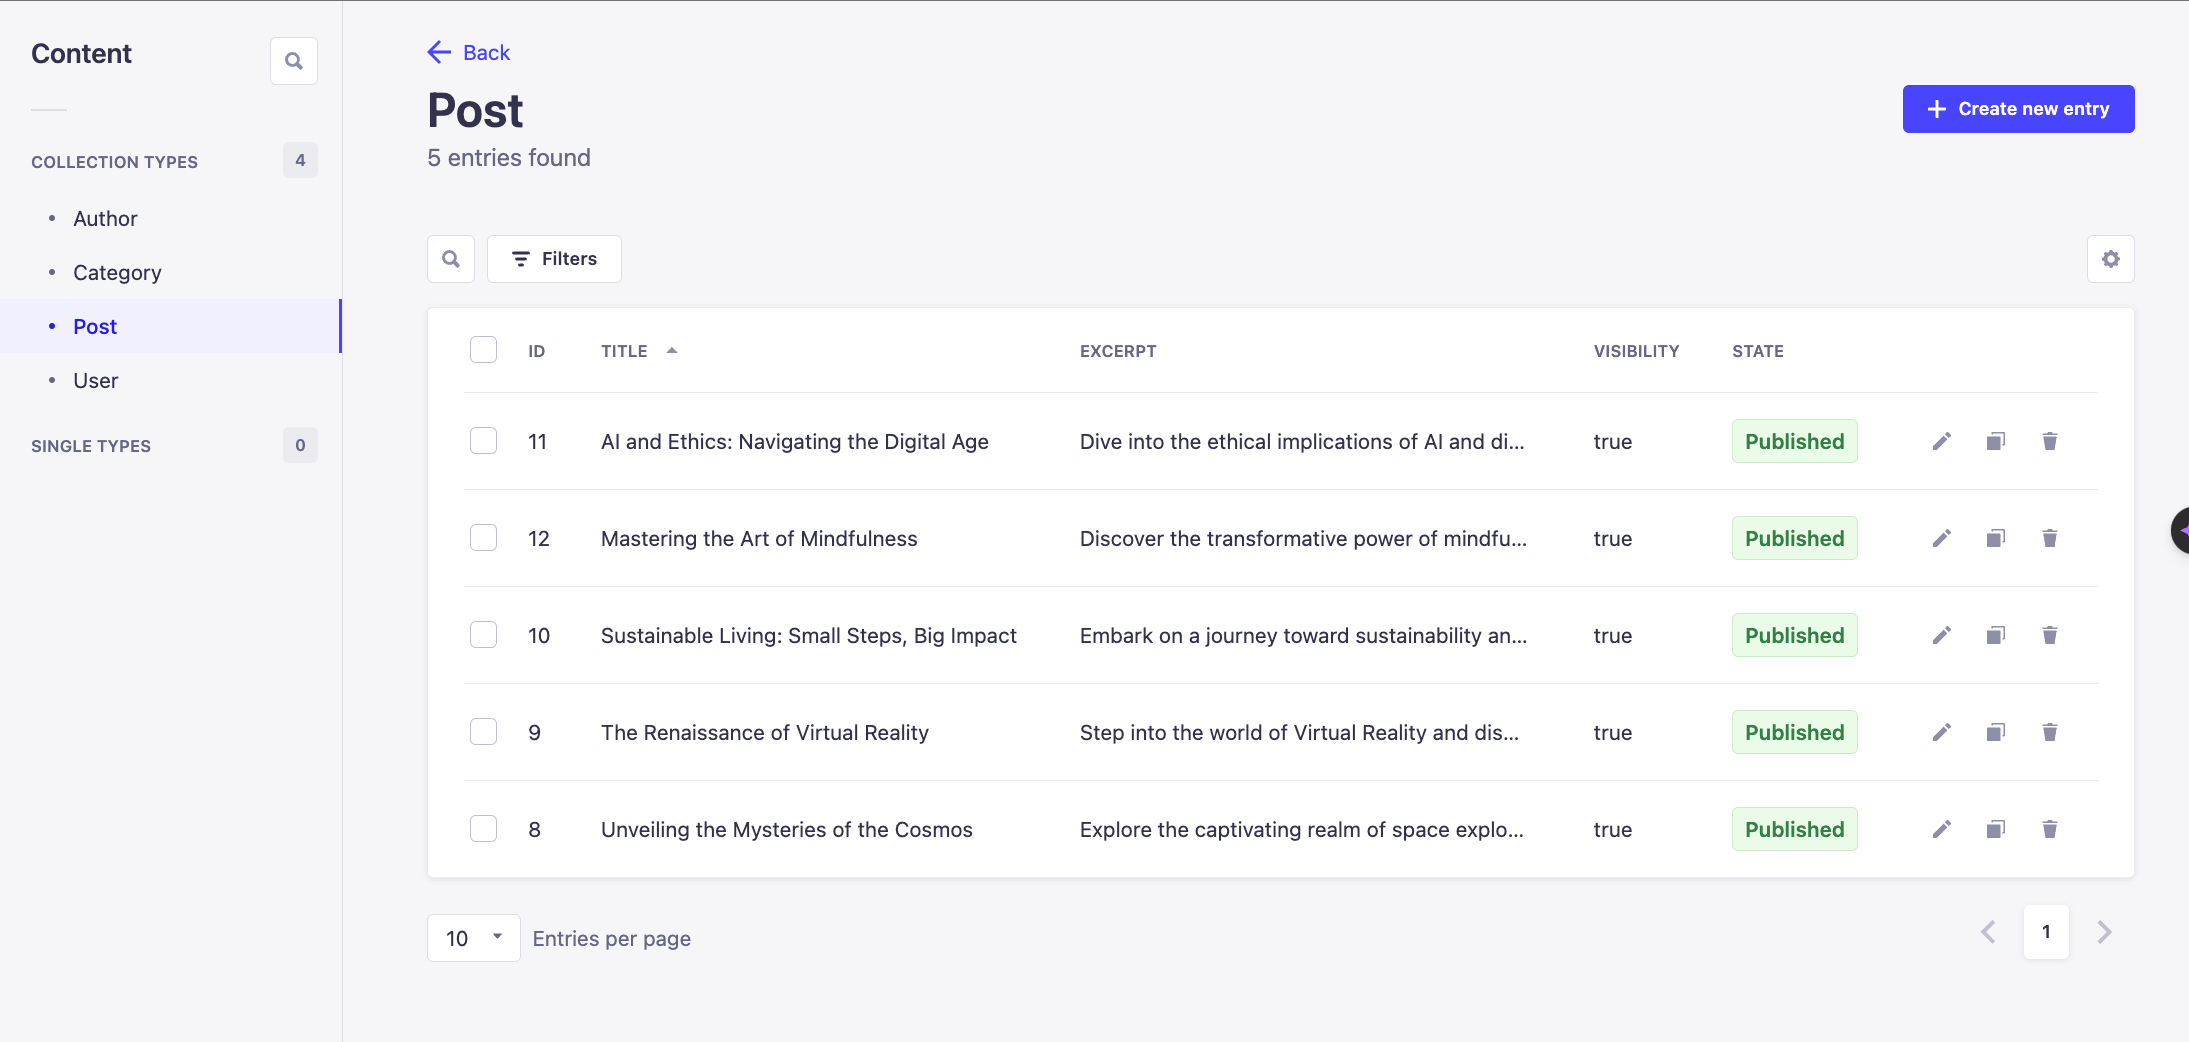 Content
COLLECTION TYPES 4
Author
Category
Post
User
SINGLE TYPES 0
Back
Post
5 entries found
Create new entry
Filters
ID TITLE EXCERPT VISIBILITY STATE
11 AI and Ethics: Navigating the Digital Age Dive into the ethical implications of AI and di... true Published
12 Mastering the Art of Mindfulness Discover the transformative power of mindfu... true Published
10 Sustainable Living: Small Steps, Big Impact Embark on a journey toward sustainability an... true Published
9 The Renaissance of Virtual Reality Step into the world of Virtual Reality and dis... true Published
8 Unveiling the Mysteries of the Cosmos Explore the captivating realm of space explo... true Published
10 Entries per page
1